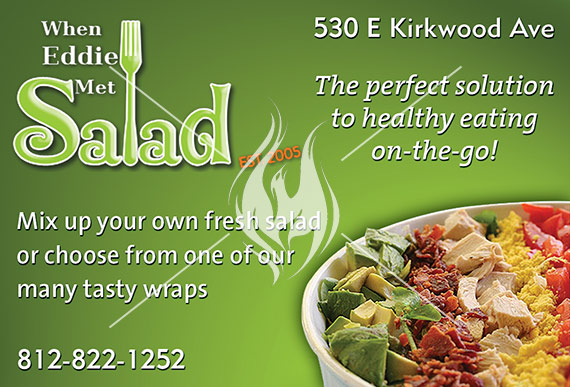 When
Eddie
Met
Salad
EST 2005
530 E Kirkwood Ave
The perfect solution
to healthy eating
on-the-go!
Mix up your own fresh salad
or choose from one of our
many tasty wraps
812-822-1252